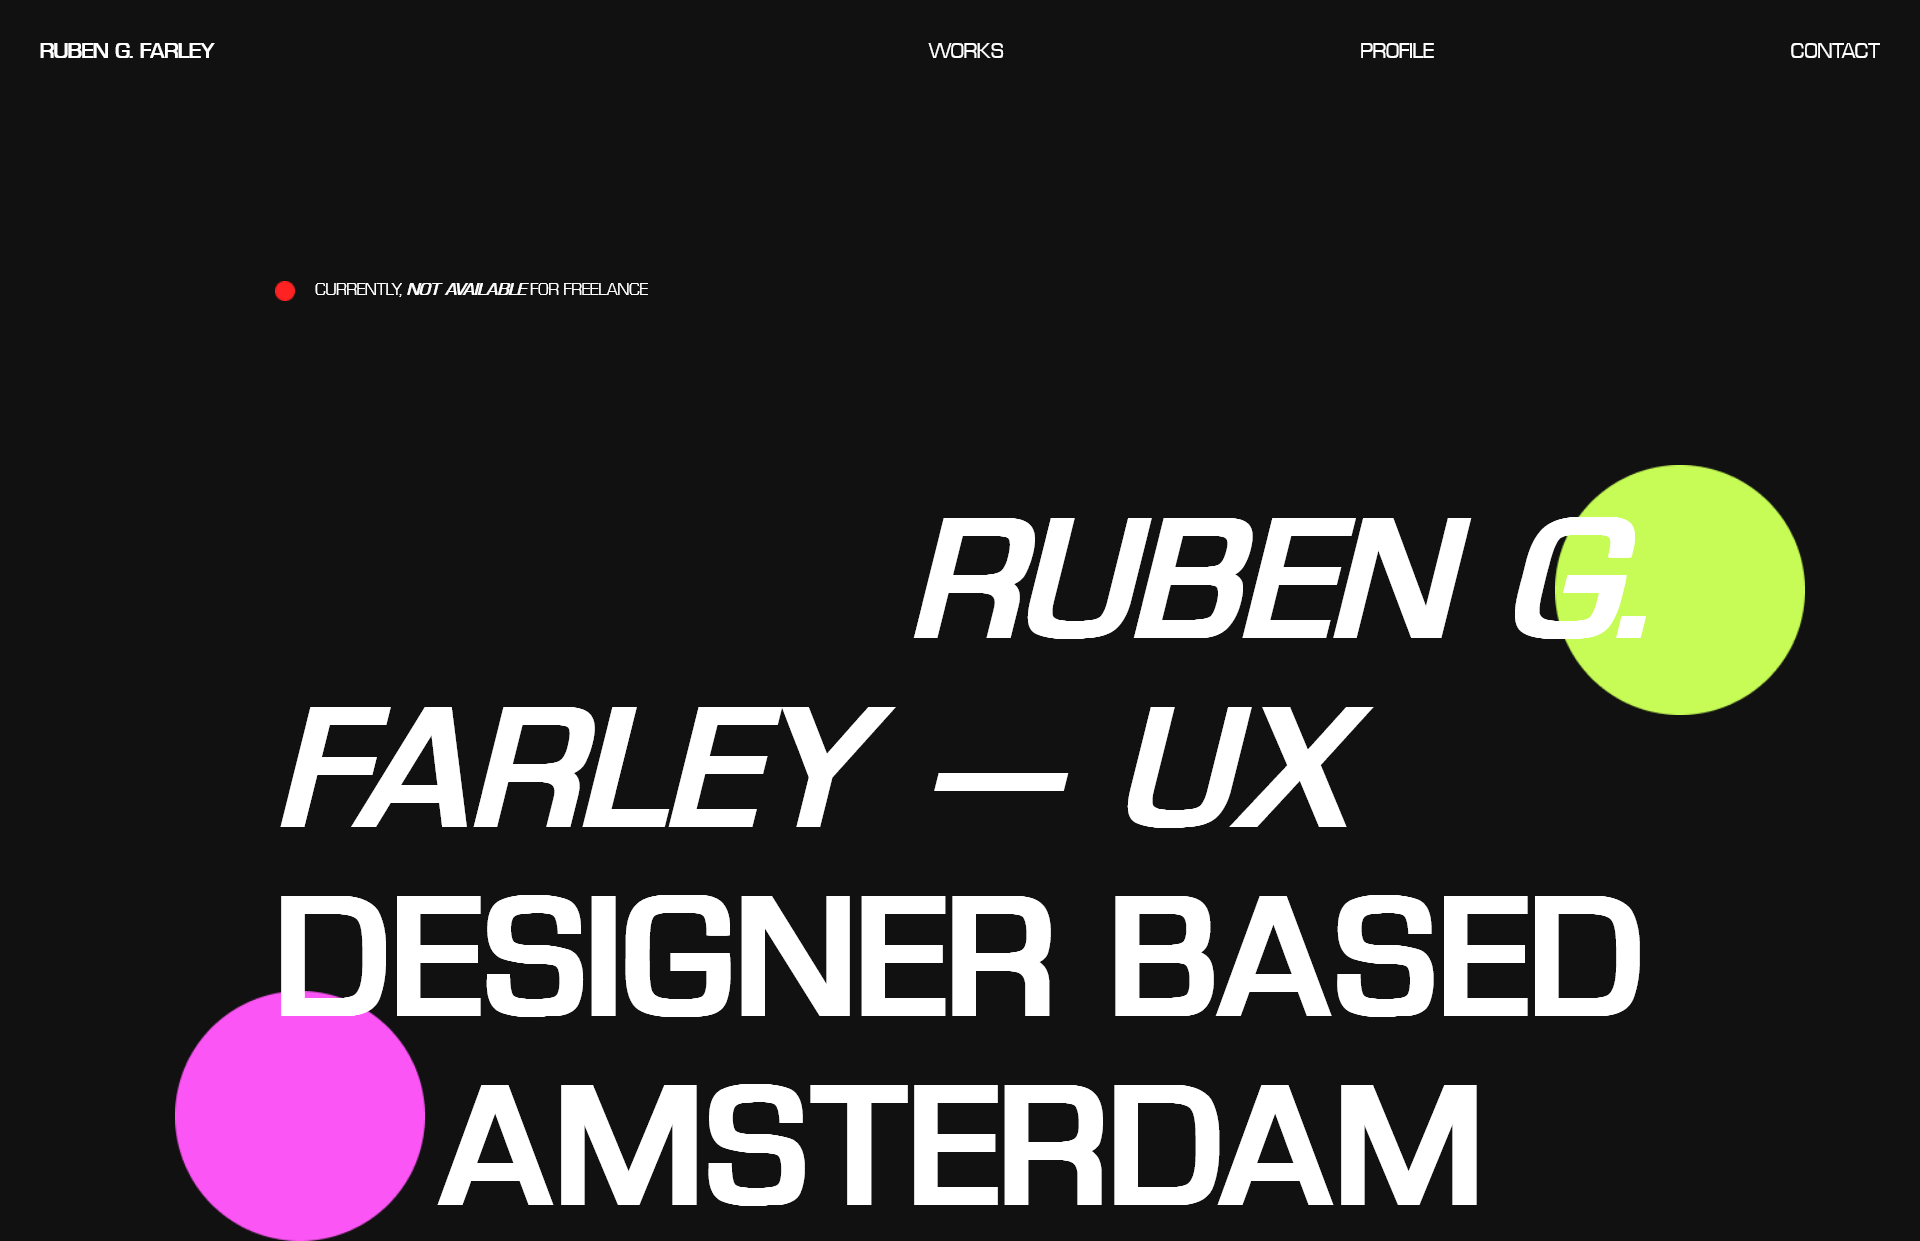 RUBEN G. FARLEY WORKS PROFILE CONTACT
CURRENTLY, NOT AVAILABLE FOR FREELANCE
RUBEN G.
FARLEY — UX
DESIGNER BASED
AMSTERDAM